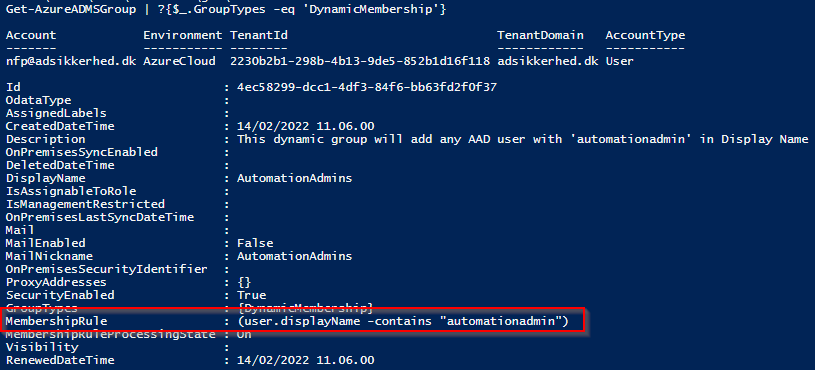 Get-AzureADMSGroup | ?{$_.GroupTypes -eq 'DynamicMembership'}
Account Environment TenantId TenantDomain AccountType
------- ----------- -------- ------------ -----------
nfp@adsikkerhed.dk AzureCloud 2230b2b1-298b-4b13-9de5-852b1d16f118 adsikkerhed.dk User
Id : 4ec58299-dcc1-4df3-84f6-bb63fd2f0f37
OdataType :
AssignedLabels :
CreatedDateTime : 14/02/2022 11.06.00
Description : This dynamic group will add any AAD user with 'automationadmin' in Display Name
OnPremisesSyncEnabled :
DeletedDateTime :
DisplayName : AutomationAdmins
IsAssignableToRole :
IsManagementRestricted :
OnPremisesLastSyncDateTime :
Mail :
MailEnabled : False
MailNickname : AutomationAdmins
OnPremisesSecurityIdentifier :
ProxyAddresses : {}
SecurityEnabled : True
GroupTypes : {DynamicMembership}
MembershipRule : (user.displayName -contains "automationadmin")
MembershipRuleProcessingState : On
Visibility :
RenewedDateTime : 14/02/2022 11.06.00